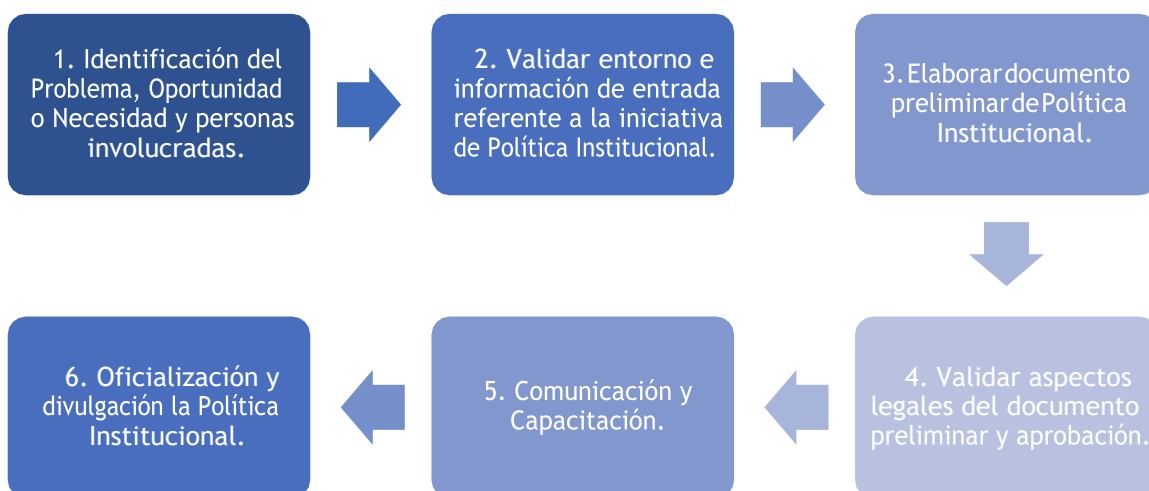 1. Identificación del
Problema, Oportunidad
o Necesidad y personas
involucradas.
2. Validar entorno e
información de entrada
referente a la iniciativa
de Política Institucional.
3. Elaborar documento
preliminar de Política
Institucional.
4. Validar aspectos
legales del documento
preliminar y aprobación.
5. Comunicación y
Capacitación.
6. Oficialización y
divulgación la Política
Institucional.